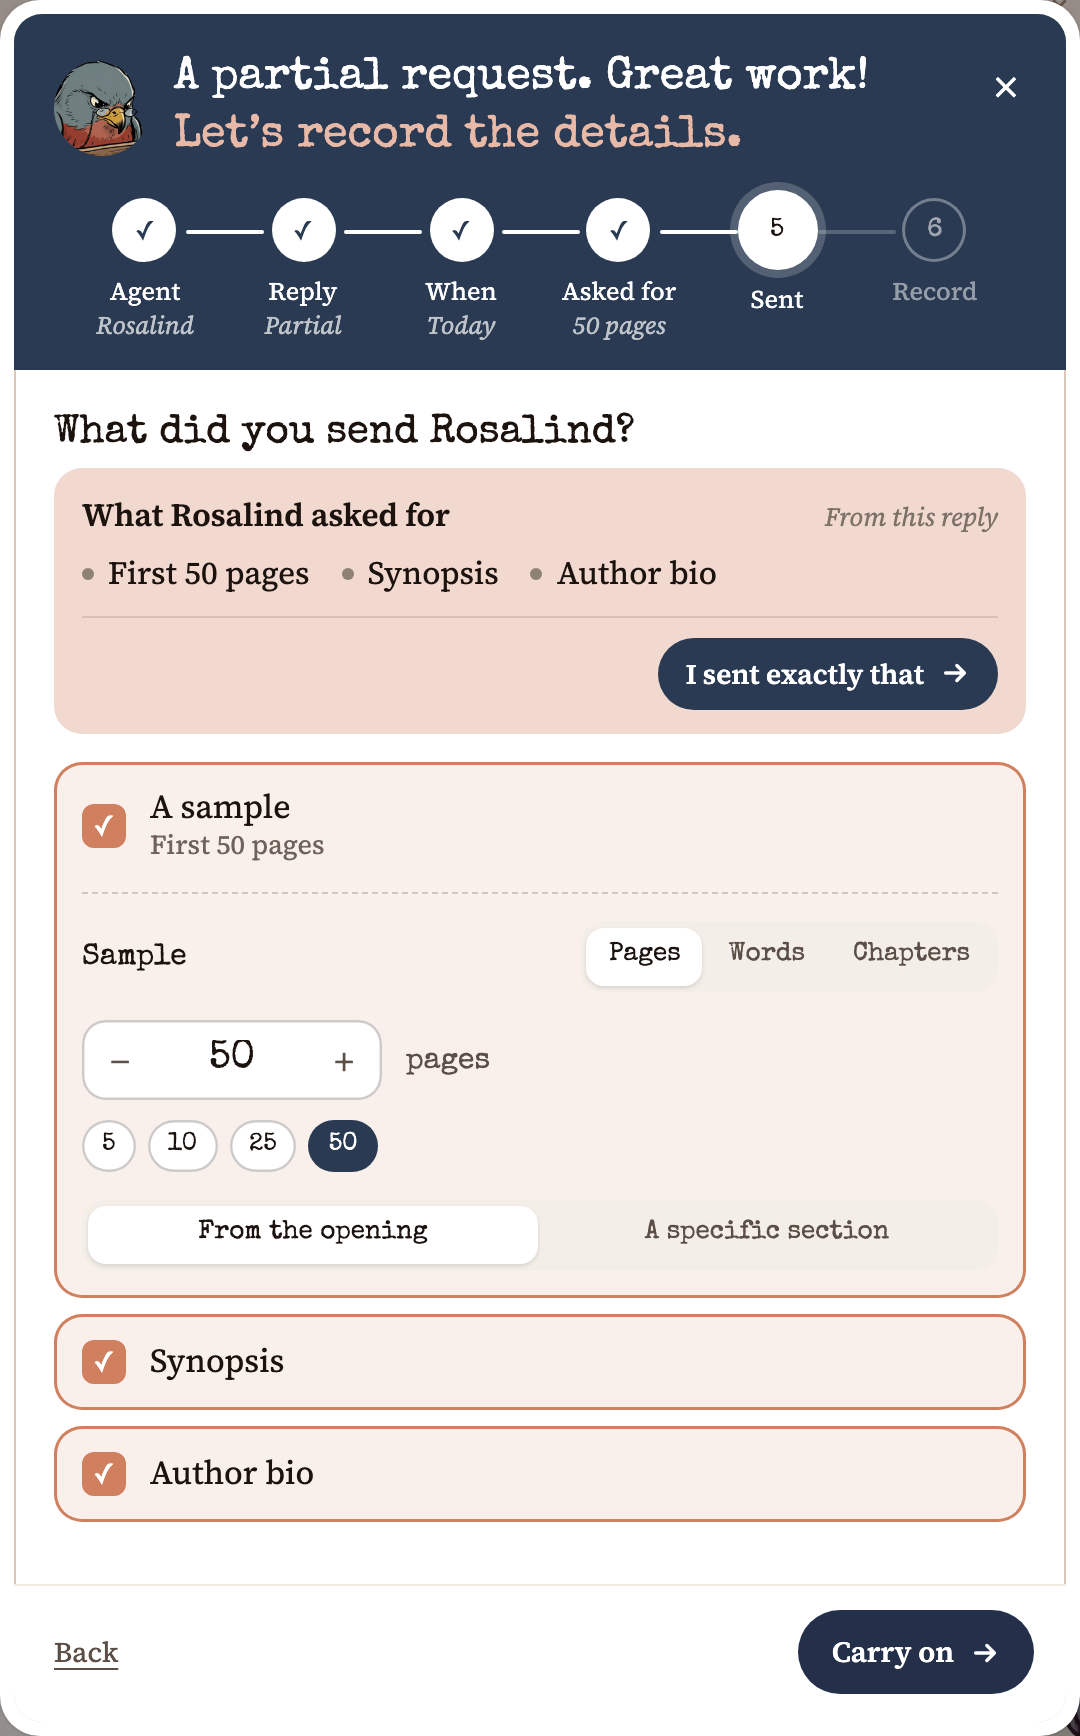 A partial request. Great work!
Let's record the details.
×
✓ ✓ ✓ ✓ 5 6
Agent Reply When Asked for Sent Record
Rosalind Partial Today 50 pages
What did you send Rosalind?
What Rosalind asked for From this reply
• First 50 pages • Synopsis • Author bio
I sent exactly that →
✓ A sample
First 50 pages
Sample Pages Words Chapters
− 50 + pages
5 10 25 50
From the opening A specific section
✓ Synopsis
✓ Author bio
Back Carry on →